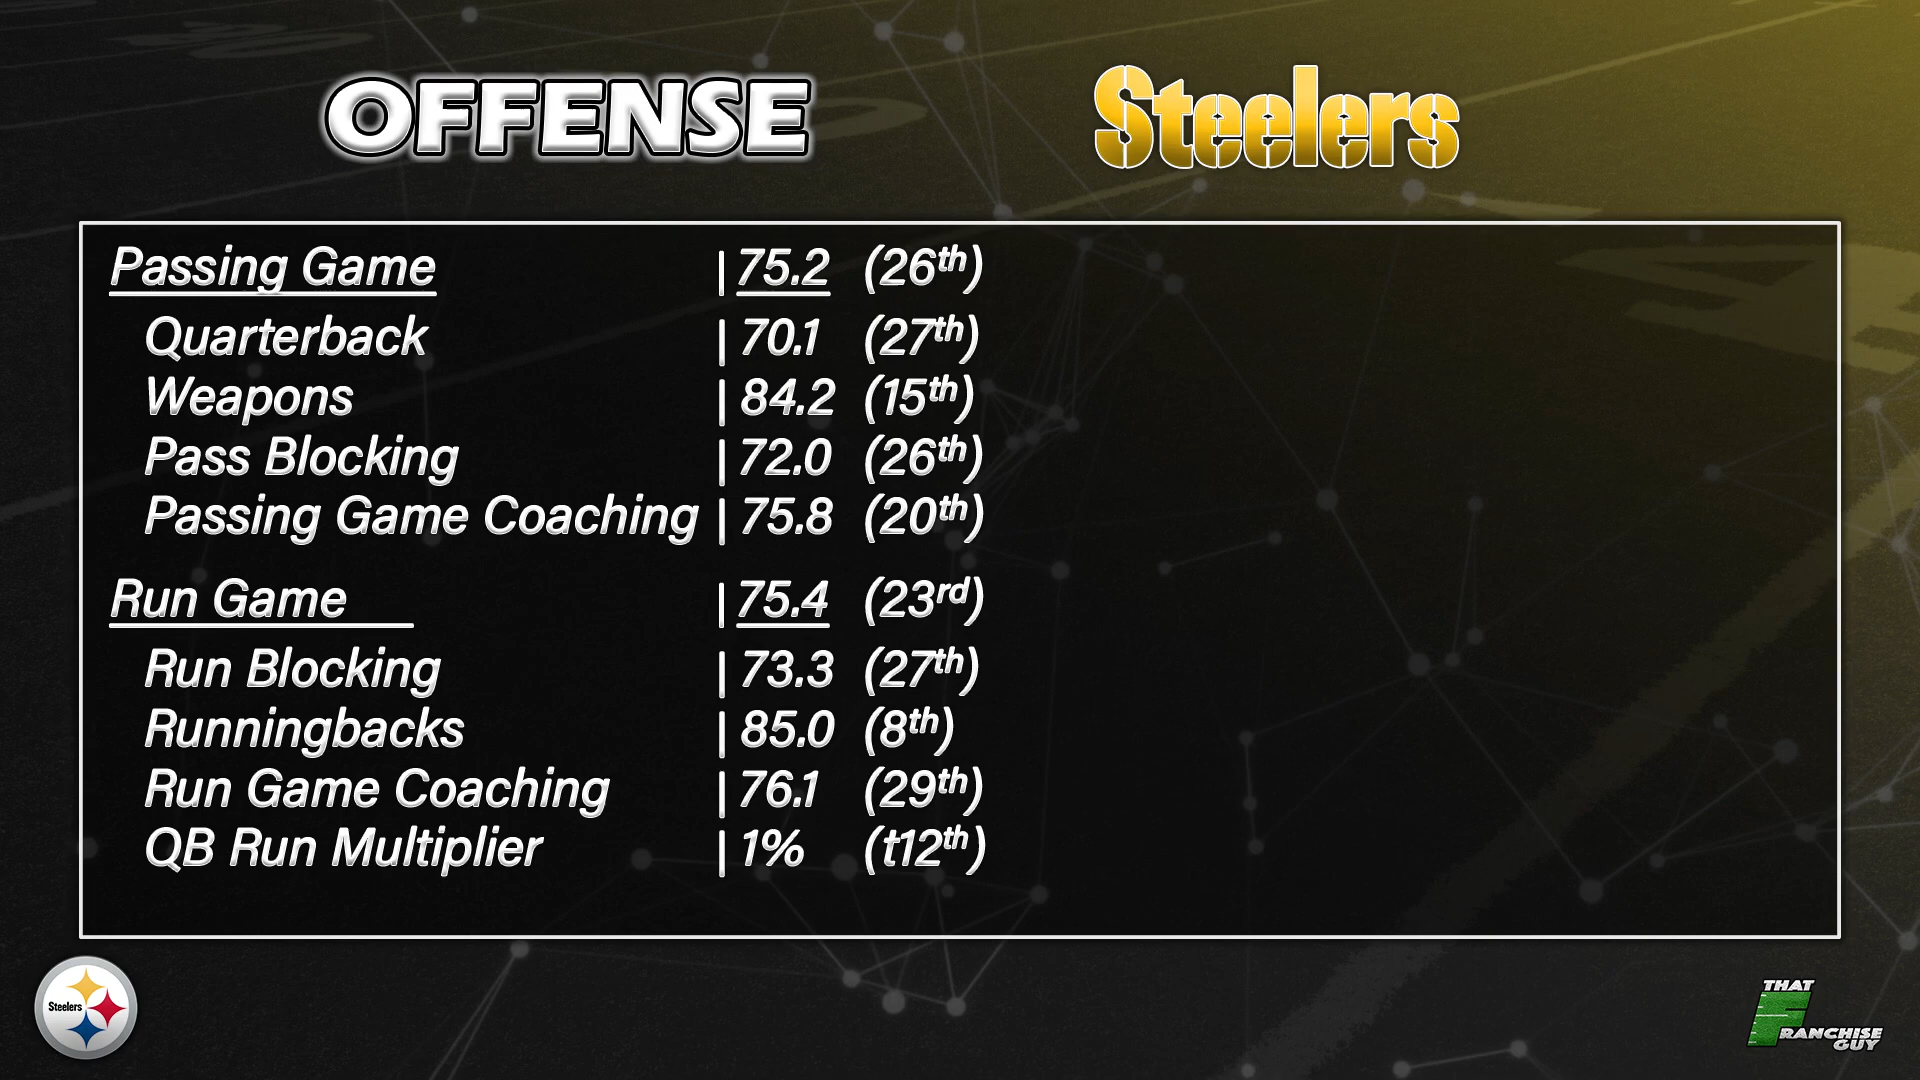 OFFENSE Steelers
Passing Game | 75.2 (26th)
Quarterback | 70.1 (27th)
Weapons | 84.2 (15th)
Pass Blocking | 72.0 (26th)
Passing Game Coaching | 75.8 (20th)
Run Game | 75.4 (23rd)
Run Blocking | 73.3 (27th)
Runningbacks | 85.0 (8th)
Run Game Coaching | 76.1 (29th)
QB Run Multiplier | 1% (t12th)
Steelers
THAT
FRANCHISE
GUY